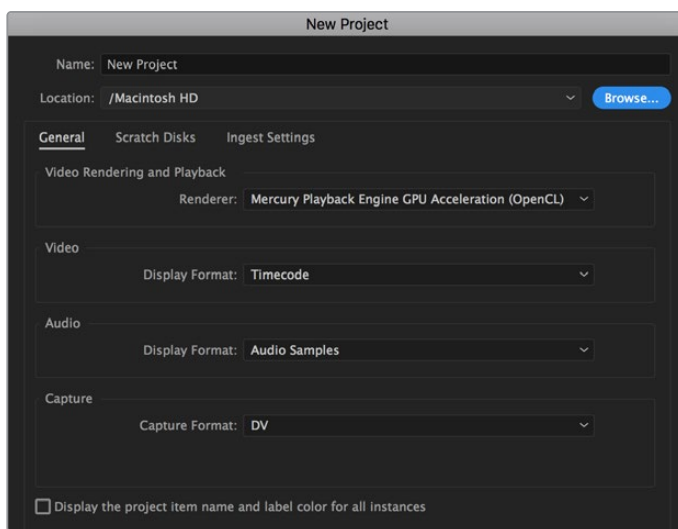 New Project
Name: New Project
Location: /Macintosh HD Browse...
General Scratch Disks Ingest Settings
Video Rendering and Playback
Renderer: Mercury Playback Engine GPU Acceleration (OpenCL)
Video
Display Format: Timecode
Audio
Display Format: Audio Samples
Capture
Capture Format: DV
Display the project item name and label color for all instances